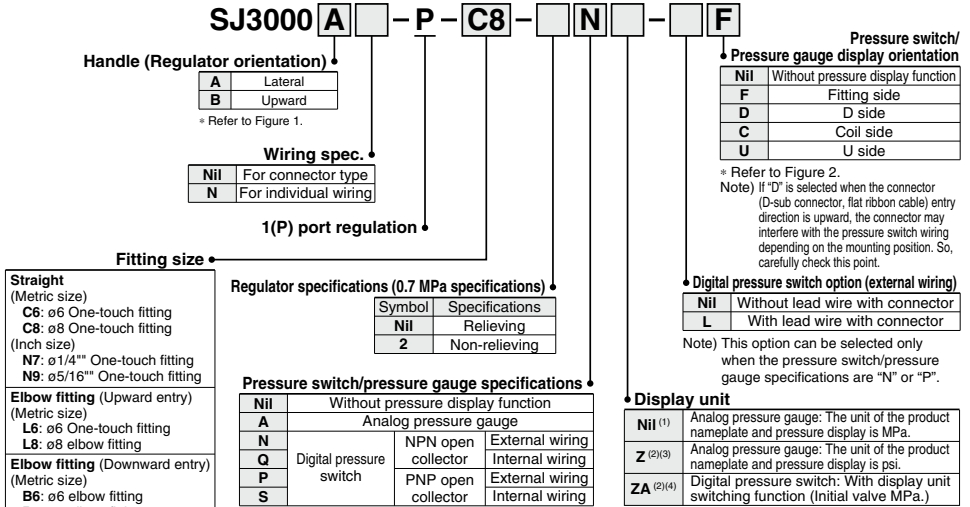 SJ3000 A – P – C8 – N – F
Handle (Regulator orientation)
A Lateral
B Upward
* Refer to Figure 1.
Wiring spec.
Nil For connector type
N For individual wiring
1(P) port regulation
Fitting size
Straight
(Metric size)
C6: ø6 One-touch fitting
C8: ø8 One-touch fitting
(Inch size)
N7: ø1/4"" One-touch fitting
N9: ø5/16"" One-touch fitting
Elbow fitting (Upward entry)
(Metric size)
L6: ø6 One-touch fitting
L8: ø8 elbow fitting
Elbow fitting (Downward entry)
(Metric size)
B6: ø6 elbow fitting
Regulator specifications (0.7 MPa specifications)
Symbol Specifications
Nil Relieving
2 Non-relieving
Pressure switch/pressure gauge specifications
Nil Without pressure display function
A Analog pressure gauge
N Digital pressure switch NPN open collector External wiring
Q Internal wiring
P PNP open collector External wiring
S Internal wiring
Pressure switch/
Pressure gauge display orientation
Nil Without pressure display function
F Fitting side
D D side
C Coil side
U U side
* Refer to Figure 2.
Note) If "D" is selected when the connector
(D-sub connector, flat ribbon cable) entry
direction is upward, the connector may
interfere with the pressure switch wiring
depending on the mounting position. So,
carefully check this point.
Digital pressure switch option (external wiring)
Nil Without lead wire with connector
L With lead wire with connector
Note) This option can be selected only
when the pressure switch/pressure
gauge specifications are "N" or "P".
Display unit
Nil (1) Analog pressure gauge: The unit of the product
nameplate and pressure display is MPa.
Z (2)(3) Analog pressure gauge: The unit of the product
nameplate and pressure display is psi.
ZA (2)(4) Digital pressure switch: With display unit
switching function (Initial valve MPa.)